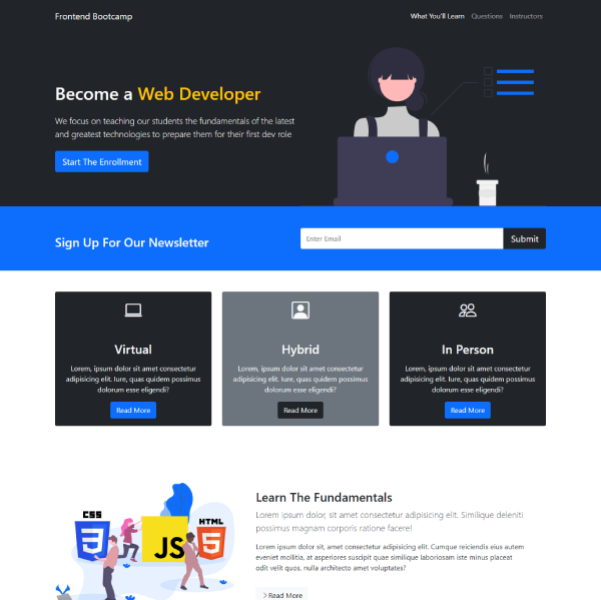 Frontend Bootcamp
What You'll Learn Questions Instructors
Become a Web Developer
We focus on teaching our students the fundamentals of the latest
and greatest technologies to prepare them for their first dev role
Start The Enrollment
Sign Up For Our Newsletter
Enter Email
Submit
Virtual
Lorem, ipsum dolor sit amet consectetur
adipisicing elit. Iure, quas quidem possimus
dolorum esse eligendi?
Read More
Hybrid
Lorem, ipsum dolor sit amet consectetur
adipisicing elit. Iure, quas quidem possimus
dolorum esse eligendi?
Read More
In Person
Lorem, ipsum dolor sit amet consectetur
adipisicing elit. Iure, quas quidem possimus
dolorum esse eligendi?
Read More
CSS
JS
HTML
Learn The Fundamentals
Lorem ipsum dolor, sit amet consectetur adipisicing elit. Similique deleniti
possimus magnam corporis ratione facere!
Lorem ipsum dolor sit, amet consectetur adipisicing elit. Cumque reiciendis eius autem
eveniet mollitia, at asperiores suscipit quae similique laboriosam iste minus placeat
odit velit quos, nulla architecto amet voluptates?
> Read More